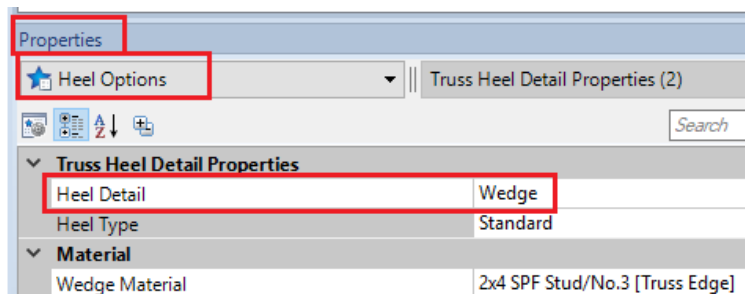 Properties
Heel Options Truss Heel Detail Properties (2)
Search
Truss Heel Detail Properties
Heel Detail Wedge
Heel Type Standard
Material
Wedge Material 2x4 SPF Stud/No.3 [Truss Edge]